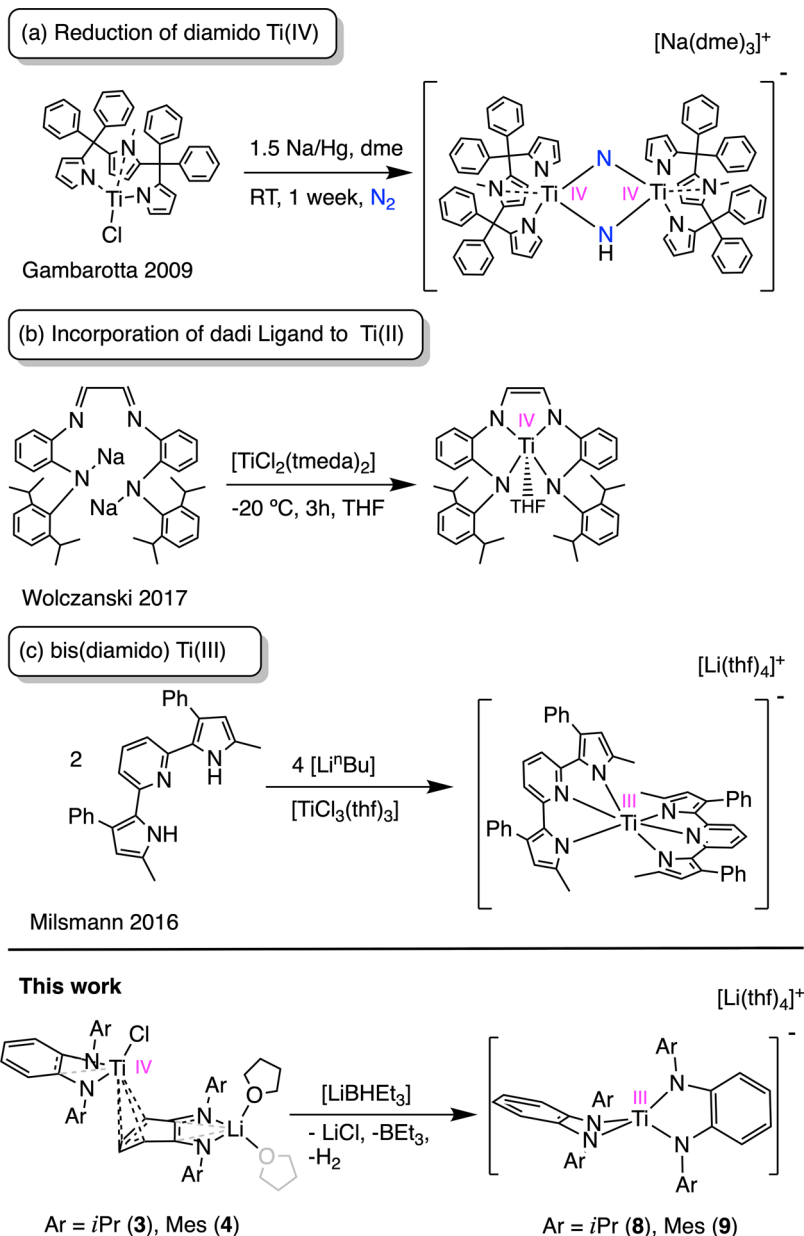 (a) Reduction of diamido Ti(IV)
[Na(dme)₃]⁺
-
N
N
N
Ti
Cl
1.5 Na/Hg, dme
RT, 1 week, N₂
N
N
N
Ti
IV
N
N
H
IV
Ti
N
N
N
Gambarotta 2009
(b) Incorporation of dadi Ligand to Ti(II)
N
N
Na
N
N
Na
[TiCl₂(tmeda)₂]
-20 ºC, 3h, THF
N
IV
N
Ti
N
N
THF
Wolczanski 2017
(c) bis(diamido) Ti(III)
[Li(thf)₄]⁺
-
Ph
2
N
N
H
Ph
NH
4 [LiⁿBu]
[TiCl₃(thf)₃]
Ph
N
N
N
Ph
III
Ti
N
N
N
Ph
Ph
Milsmann 2016
This work
[Li(thf)₄]⁺
-
Ar
Cl
N
Ti
IV
N
Ar
Ar
N
Li
N
Ar
O
O
[LiBHEt₃]
- LiCl, -BEt₃,
-H₂
Ar
N
N
Ar
III
Ti
Ar
N
N
Ar
Ar = iPr (3), Mes (4)
Ar = iPr (8), Mes (9)